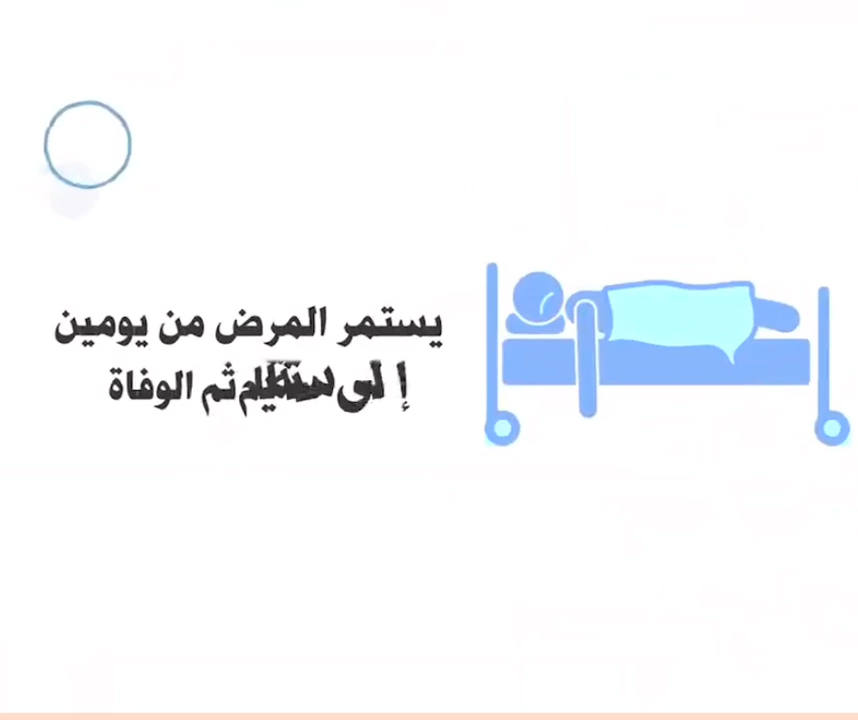 يستمر المرض من يومين
إلى ثم الوفاة